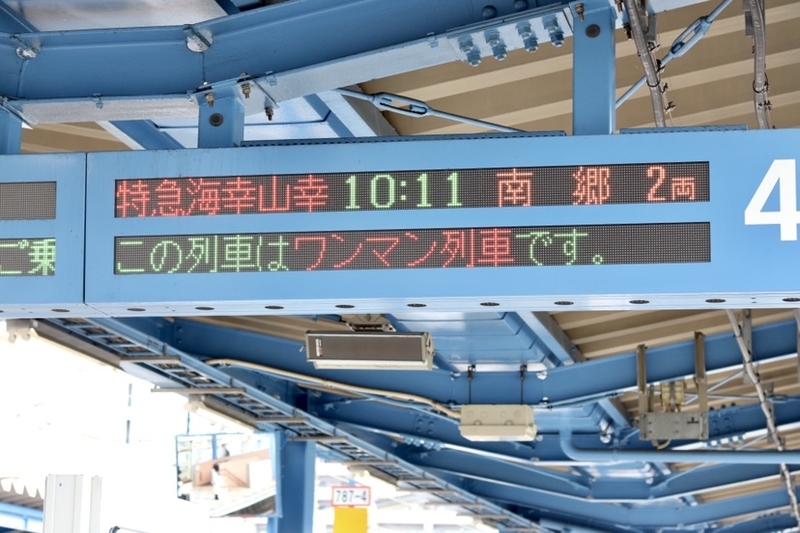 特急海幸山幸 10:11 南 郷 2両
4
ご乗
この列車はワンマン列車です。
787-4